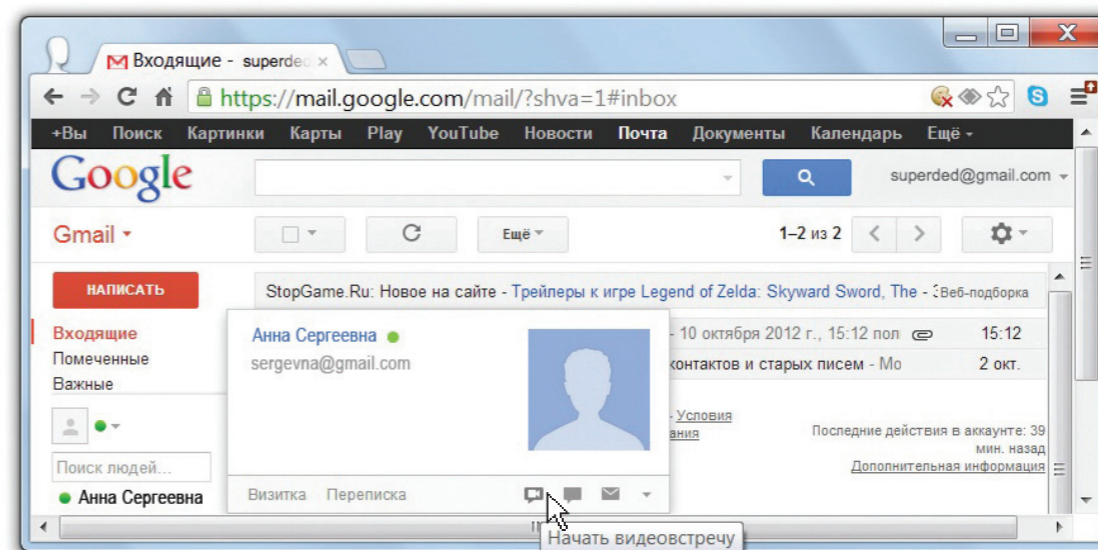 Входящие - superded
https://mail.google.com/mail/?shva=1#inbox
+Вы Поиск Картинки Карты Play YouTube Новости Почта Документы Календарь Ещё
Google
superded@gmail.com
Gmail
Ещё
1–2 из 2
НАПИСАТЬ
StopGame.Ru: Новое на сайте - Трейлеры к игре Legend of Zelda: Skyward Sword, The - Веб-подборка
Входящие
Помеченные
Важные
Анна Сергеевна
sergevna@gmail.com
- 10 октября 2012 г., 15:12 пол 15:12
контактов и старых писем - Мо 2 окт.
- Условия
Последние действия в аккаунте: 39
мин. назад
Дополнительная информация
Поиск людей...
Анна Сергеевна
Визитка Переписка
Начать видеовстречу